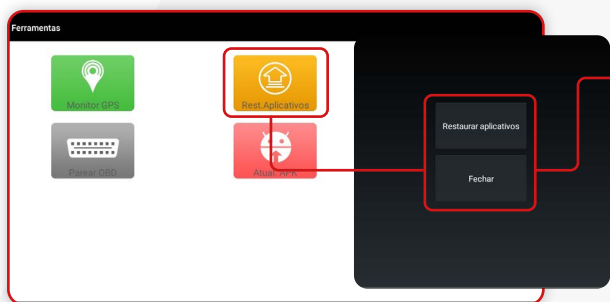 Ferramentas
Monitor GPS
Rest.Aplicativos
Parear OBD
Atual. APK
Restaurar aplicativos
Fechar